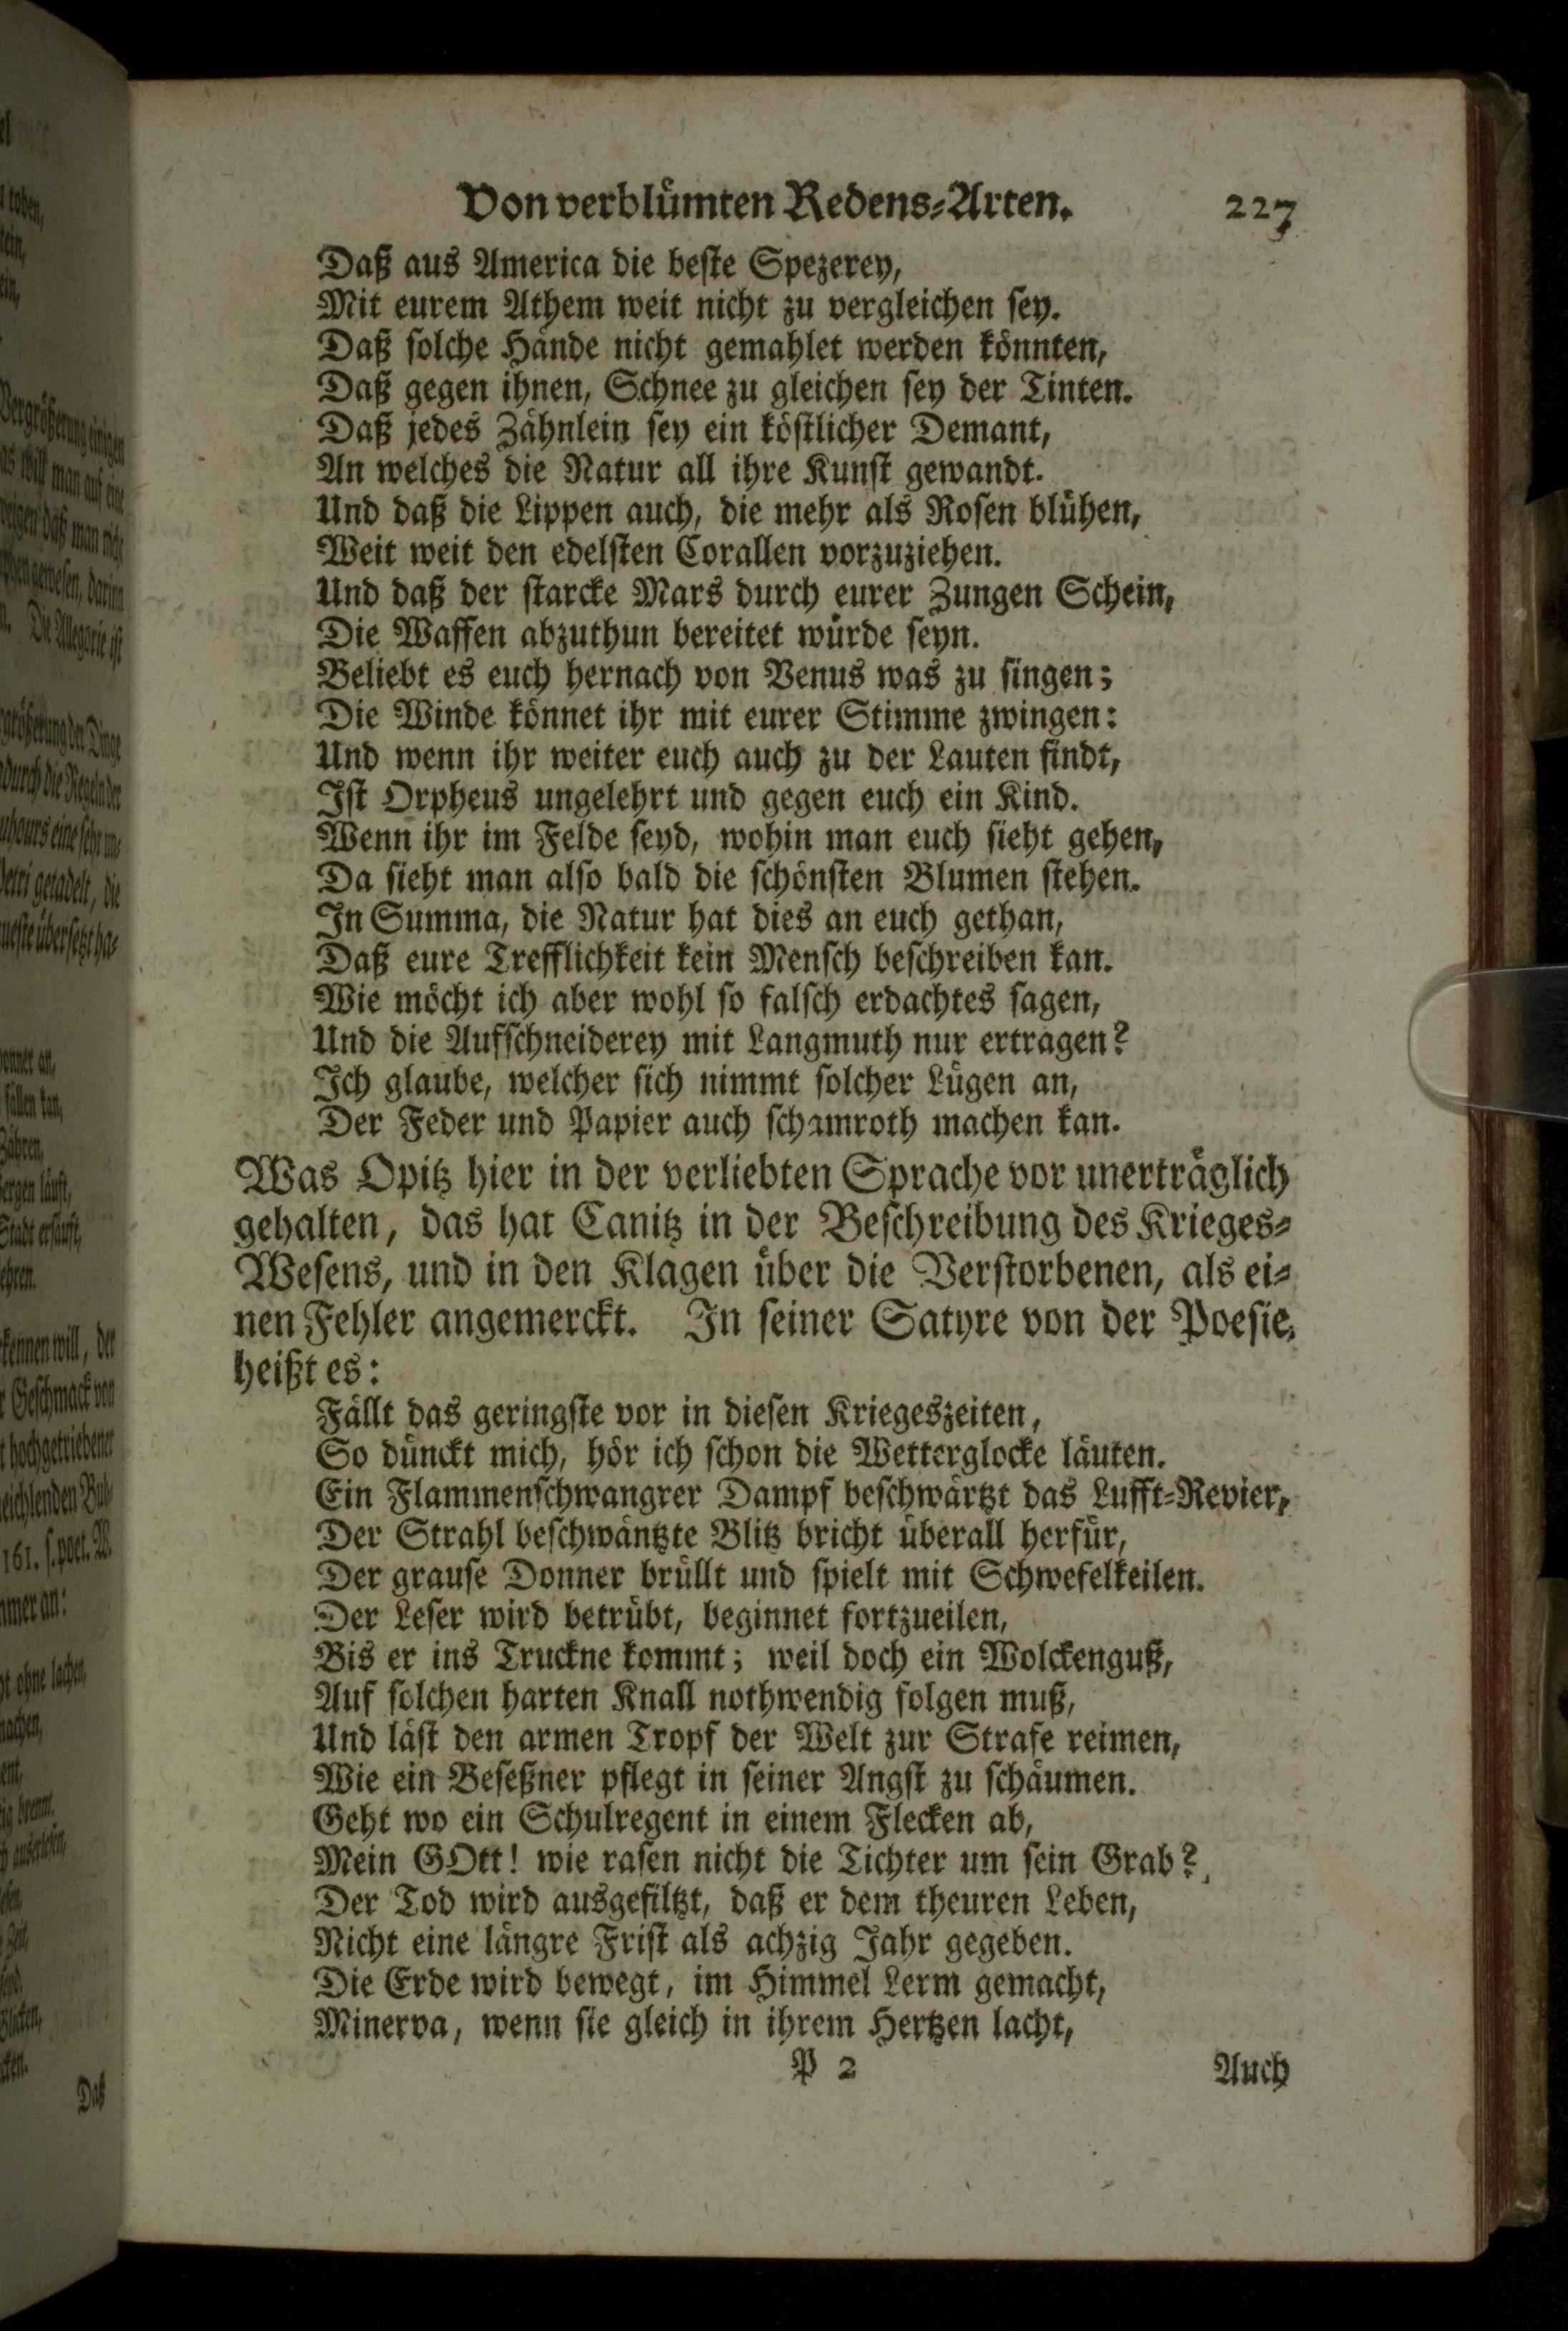 Von verblümten Redens-Arten. 227
Daß aus America die beste Spezerey,
Mit eurem Athem weit nicht zu vergleichen sey.
Daß solche Hände nicht gemahlet werden könnten,
Daß gegen ihnen, Schnee zu gleichen sey der Tinten.
Daß jedes Zähnlein sey ein köstlicher Demant,
An welches die Natur all ihre Kunst gewandt.
Und daß die Lippen auch, die mehr als Rosen blühen,
Weit weit den edelsten Corallen vorzuziehen.
Und daß der starcke Mars durch eurer Zungen Schein,
Die Waffen abzuthun bereitet würde seyn.
Beliebt es euch hernach von Venus was zu singen;
Die Winde könnet ihr mit eurer Stimme zwingen:
Und wenn ihr weiter euch auch zu der Lauten findt,
Ist Orpheus ungelehrt und gegen euch ein Kind.
Wenn ihr im Felde seyd, wohin man euch sieht gehen,
Da sieht man also bald die schönsten Blumen stehen.
In Summa, die Natur hat dies an euch gethan,
Daß eure Trefflichkeit kein Mensch beschreiben kan.
Wie möcht ich aber wohl so falsch erdachtes sagen,
Und die Aufschneiderey mit Langmuth nur ertragen?
Ich glaube, welcher sich nimmt solcher Lügen an,
Der Feder und Papier auch schamroth machen kan.
Was Opitz hier in der verliebten Sprache vor unerträglich
gehalten, das hat Canitz in der Beschreibung des Krieges-
Wesens, und in den Klagen über die Verstorbenen, als ei-
nen Fehler angemerckt. In seiner Satyre von der Poesie,
heißt es:
Fällt das geringste vor in diesen Kriegeszeiten,
So dünckt mich, hör ich schon die Wetterglocke läuten.
Ein Flammenschwangrer Dampf beschwärtzt das Lufft-Revier,
Der Strahl beschwäntzte Blitz bricht überall herfür,
Der grause Donner brüllt und spielt mit Schwefelkeilen.
Der Leser wird betrübt, beginnet fortzueilen,
Bis er ins Truckne kommt; weil doch ein Wolckenguß,
Auf solchen harten Knall nothwendig folgen muß,
Und läst den armen Tropf der Welt zur Strafe reimen,
Wie ein Beseßner pflegt in seiner Angst zu schäumen.
Geht wo ein Schulregent in einem Flecken ab,
Mein GOtt! wie rasen nicht die Tichter um sein Grab?
Der Tod wird ausgefiltzt, daß er dem theuren Leben,
Nicht eine längre Frist als achzig Jahr gegeben.
Die Erde wird bewegt, im Himmel Lerm gemacht,
Minerva, wenn sie gleich in ihrem Hertzen lacht,
P 2 Auch